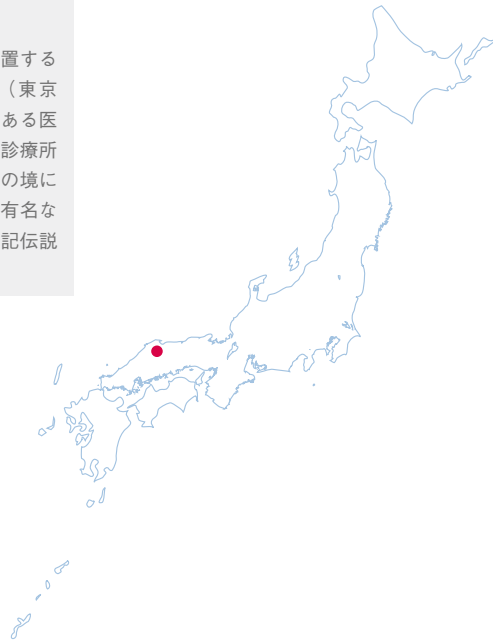 置する
（東京
ある医
診療所
の境に
有名な
記伝説